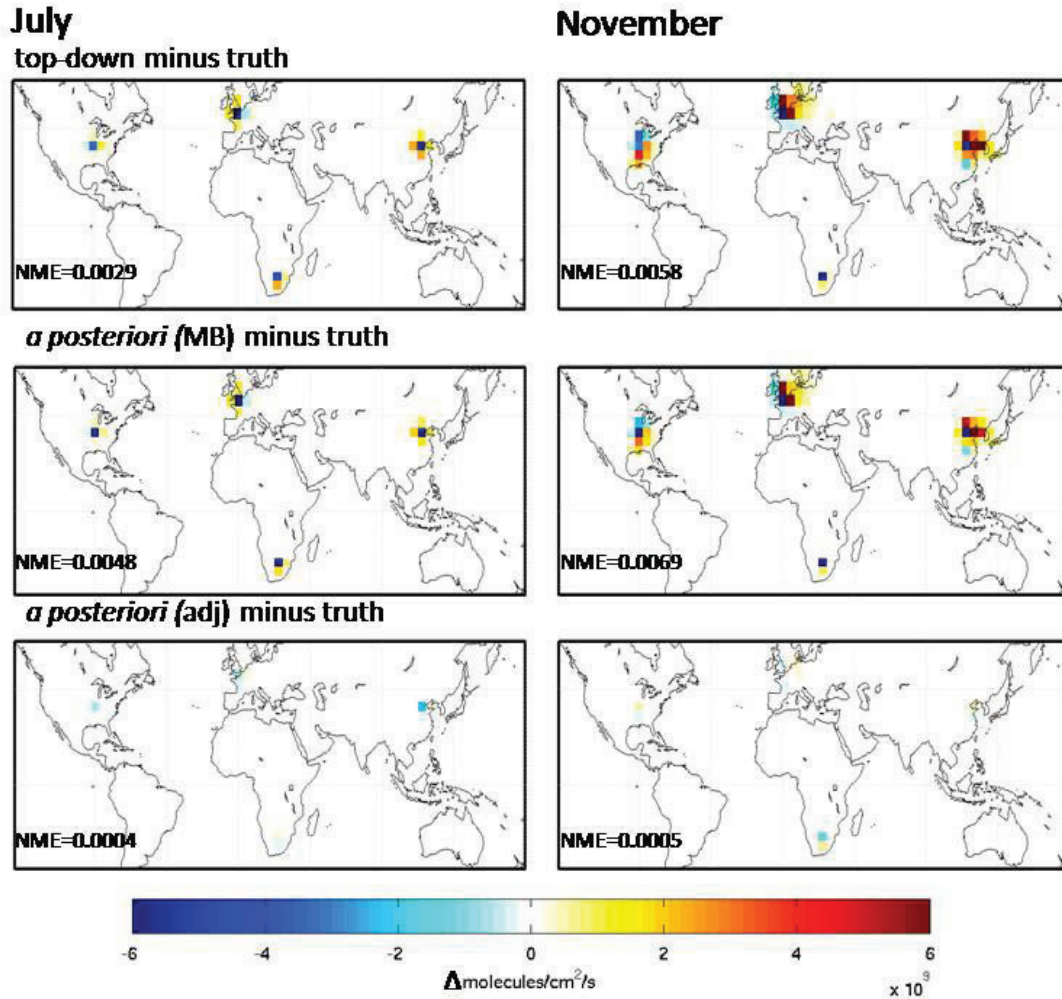 July November
top-down minus truth
NME=0.0029 NME=0.0058
a posteriori (MB) minus truth
NME=0.0048 NME=0.0069
a posteriori (adj) minus truth
NME=0.0004 NME=0.0005
-6 -4 -2 0 2 4 6
Δmolecules/cm²/s x 10⁹